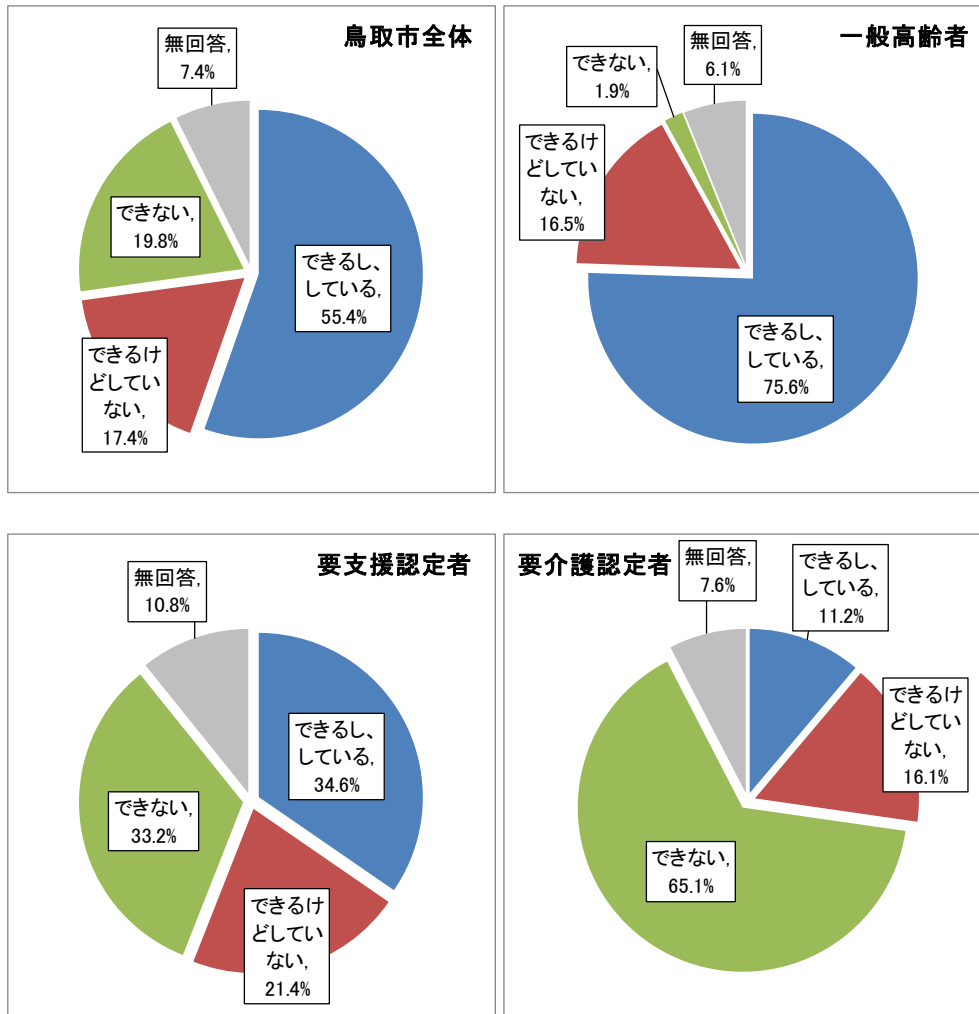 鳥取市全体
無回答,
7.4%
できない,
19.8%
できるし、
している,
55.4%
できるけ
どしてい
ない,
17.4%
一般高齢者
無回答,
6.1%
できない,
1.9%
できるけ
どしてい
ない,
16.5%
できるし、
している,
75.6%
要支援認定者
無回答,
10.8%
できるし、
している,
34.6%
できない,
33.2%
できるけ
どしてい
ない,
21.4%
要介護認定者
無回答,
7.6%
できるし、
している,
11.2%
できるけ
どしてい
ない,
16.1%
できない,
65.1%